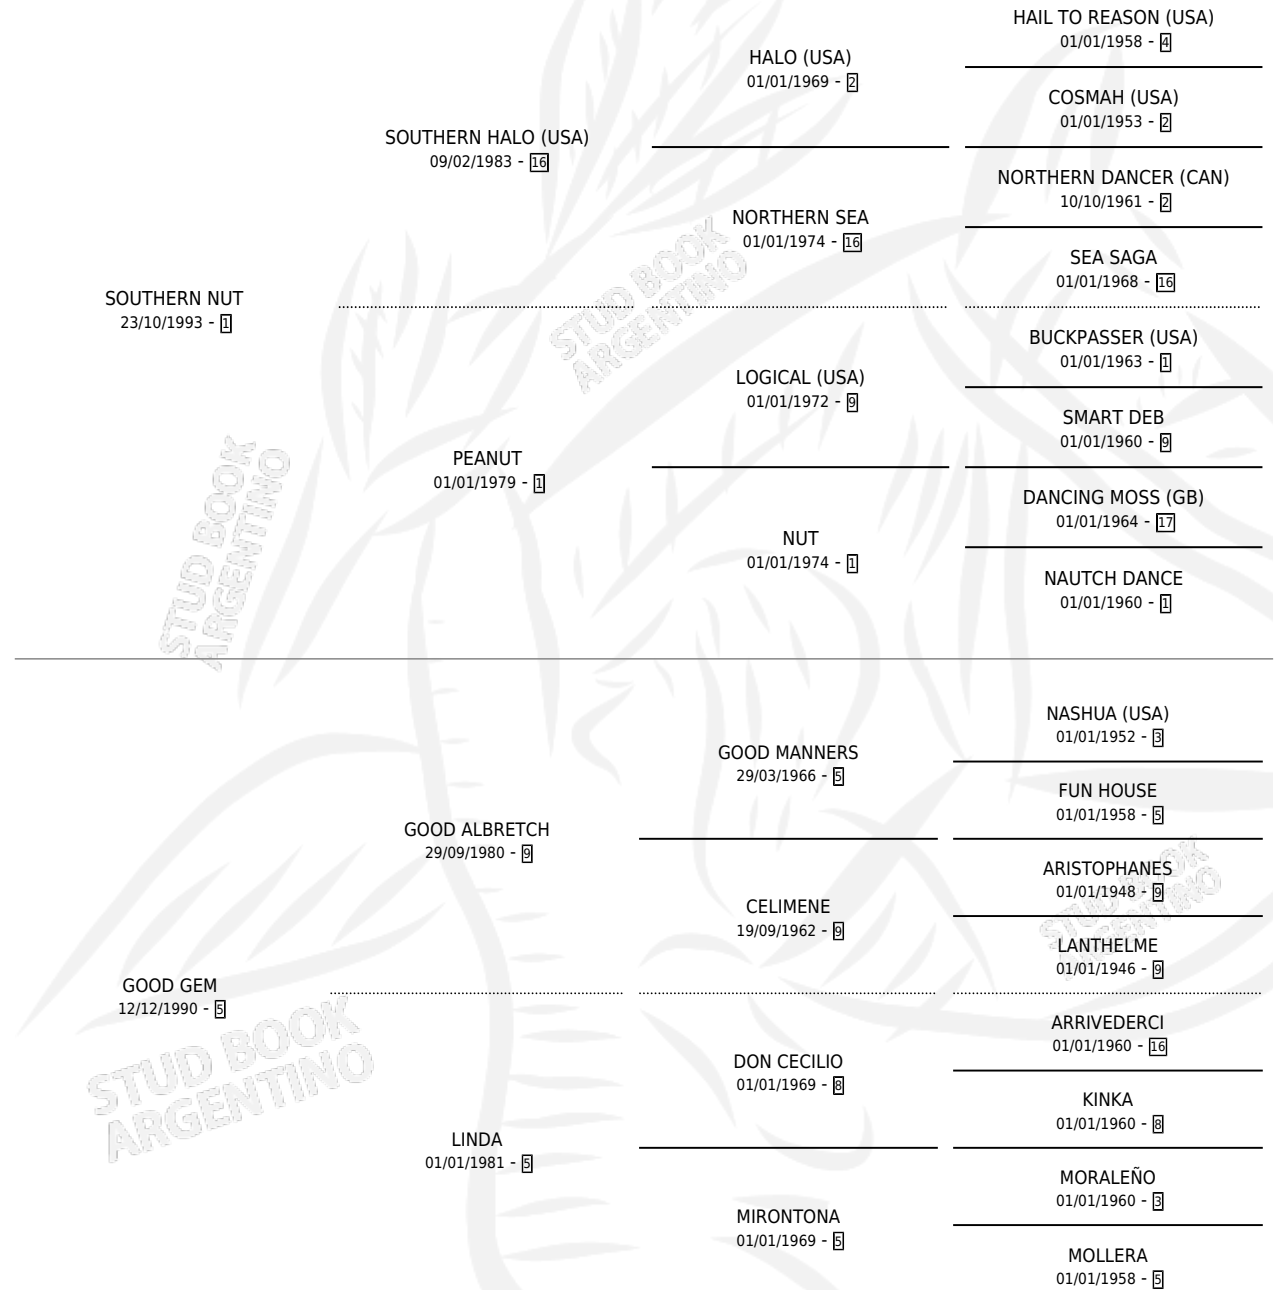 HAIL TO REASON (USA)
01/01/1958 - 4
HALO (USA)
01/01/1969 - 2
COSMAH (USA)
01/01/1953 - 2
SOUTHERN HALO (USA)
09/02/1983 - 16
NORTHERN DANCER (CAN)
10/10/1961 - 2
NORTHERN SEA
01/01/1974 - 16
SEA SAGA
01/01/1968 - 16
SOUTHERN NUT
23/10/1993 - 1
STUD BOOK
ARGENTINO
BUCKPASSER (USA)
01/01/1963 - 1
LOGICAL (USA)
01/01/1972 - 9
SMART DEB
01/01/1960 - 9
PEANUT
01/01/1979 - 1
DANCING MOSS (GB)
01/01/1964 - 17
NUT
01/01/1974 - 1
NAUTCH DANCE
01/01/1960 - 1
STUD BOOK
ARGENTINO
NASHUA (USA)
01/01/1952 - 3
GOOD MANNERS
29/03/1966 - 5
FUN HOUSE
01/01/1958 - 5
GOOD ALBRETCH
29/09/1980 - 9
ARISTOPHANES
01/01/1948 - 9
CELIMENE
19/09/1962 - 9
STUD BOOK
ARGENTINO
LANTHELME
01/01/1946 - 9
GOOD GEM
12/12/1990 - 5
ARRIVEDERCI
01/01/1960 - 16
DON CECILIO
01/01/1969 - 8
STUD BOOK
ARGENTINO
KINKA
01/01/1960 - 8
LINDA
01/01/1981 - 5
MORALEÑO
01/01/1960 - 3
MIRONTONA
01/01/1969 - 5
MOLLERA
01/01/1958 - 5